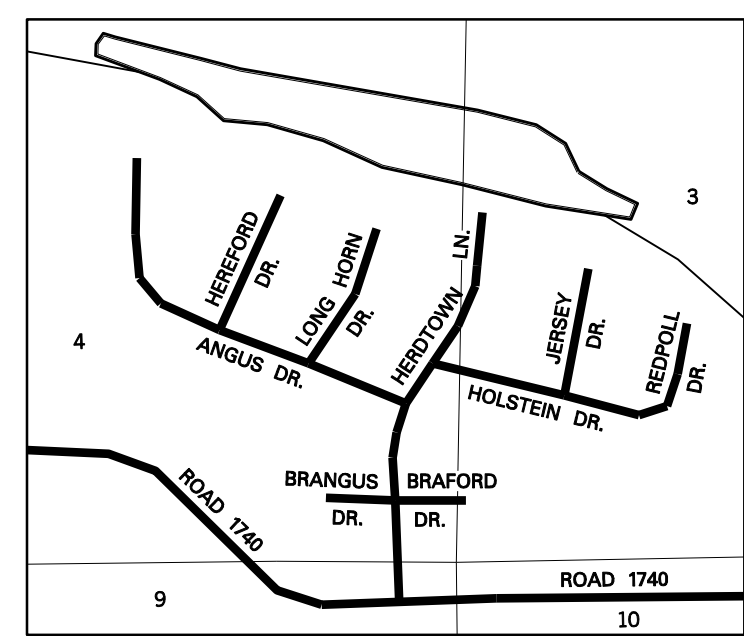 3
HEREFORD
DR.
LONG HORN
DR.
HERDTOWN LN.
JERSEY
DR.
REDPOLL
DR.
4
ANGUS DR.
HOLSTEIN DR.
BRANGUS
DR.
BRAFORD
DR.
ROAD 1740
ROAD 1740
9
10